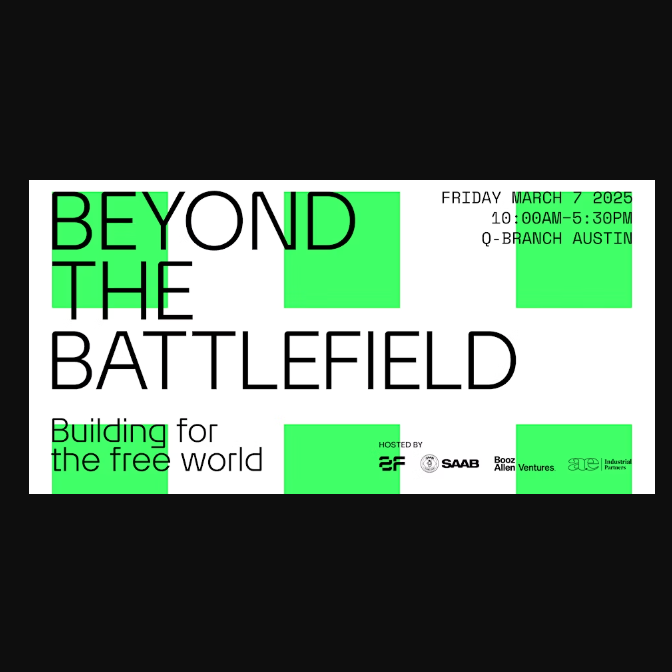 BEYOND
THE
BATTLEFIELD
FRIDAY MARCH 7 2025
10:00AM–5:30PM
Q-BRANCH AUSTIN
Building for
the free world
HOSTED BY
SAAB
Booz
Allen Ventures
ae Industrial
Partners